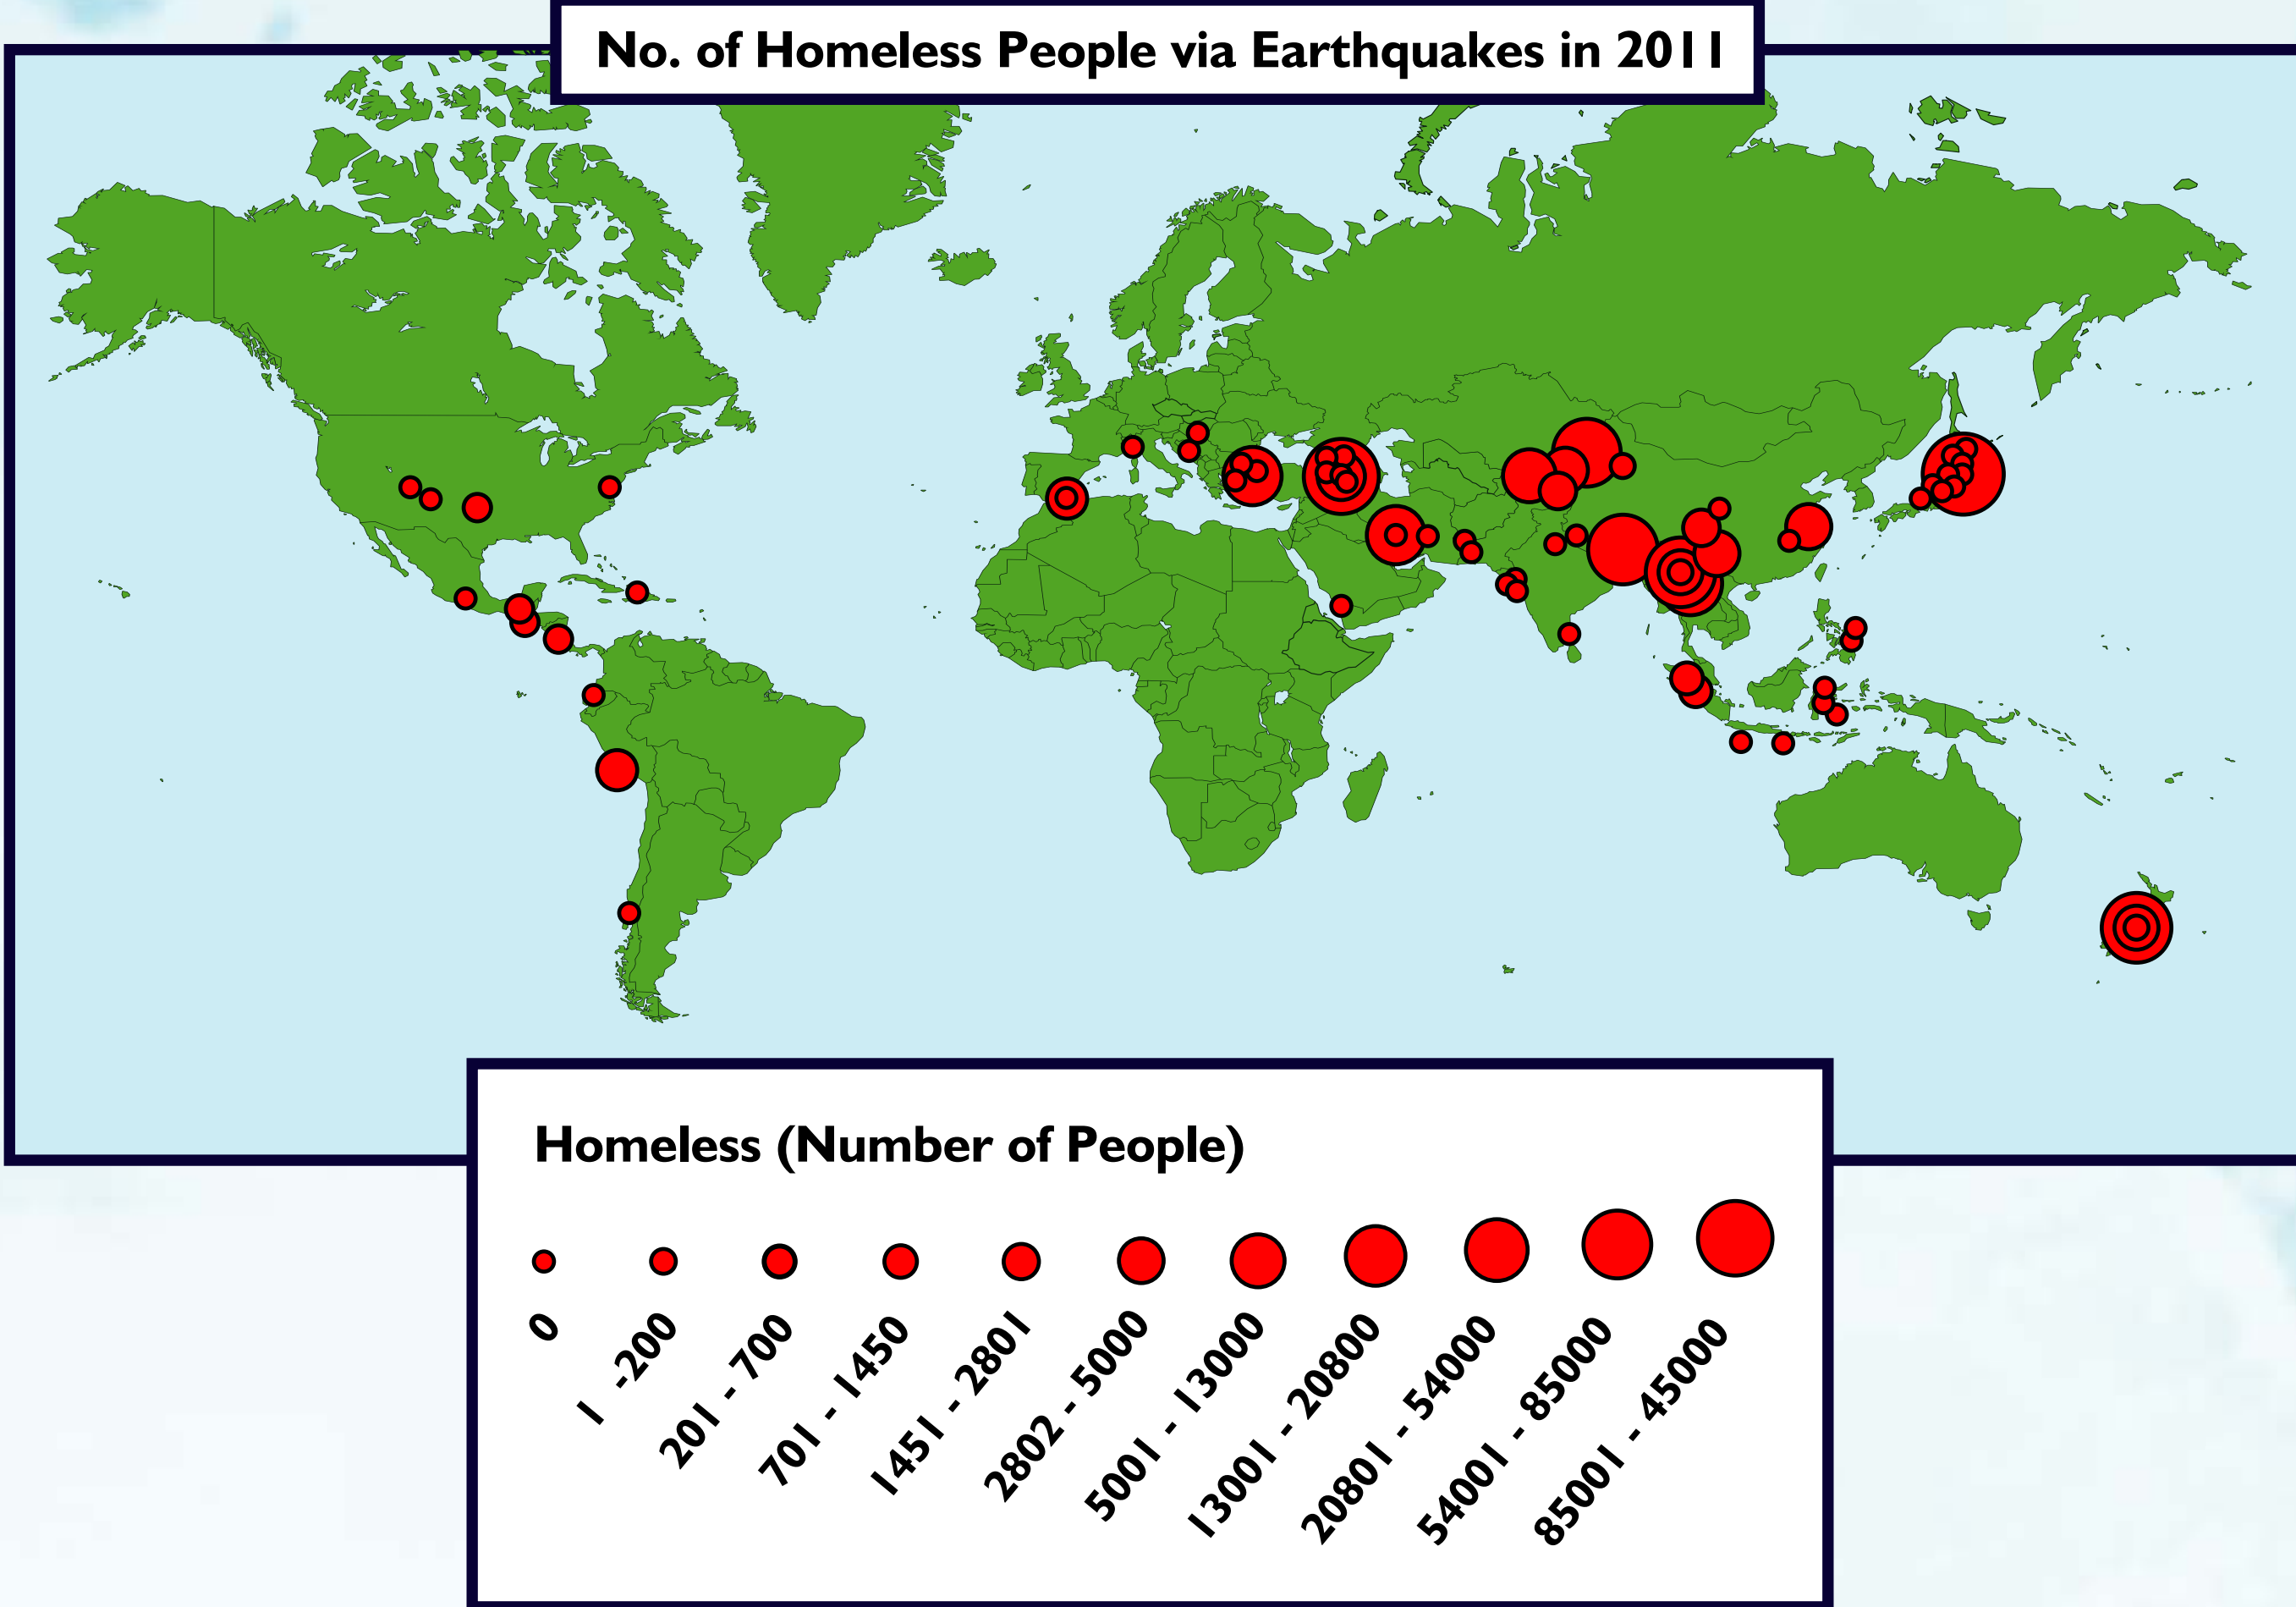 No. of Homeless People via Earthquakes in 2011
Homeless (Number of People)
0
1 -200
201 - 700
701 - 1450
1451 - 2801
2802 - 5000
5001 - 13000
13001 - 20800
20801 - 54000
54001 - 85000
85001 - 45000